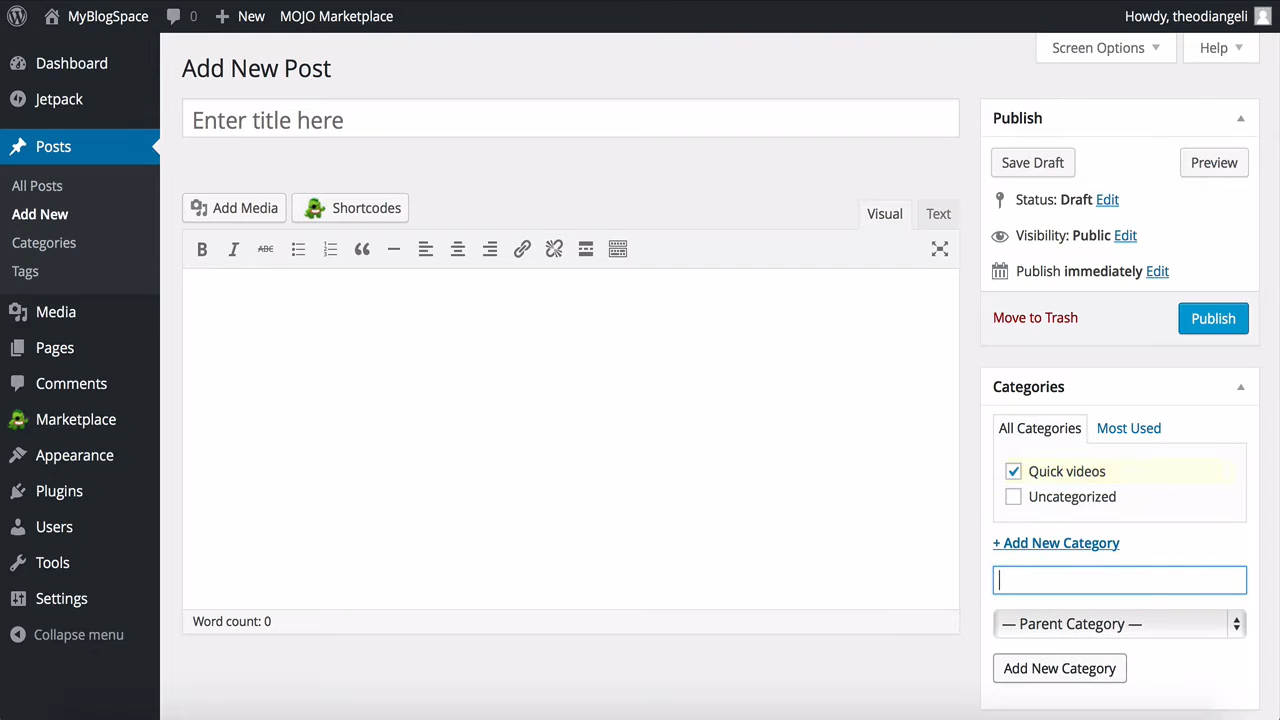 MyBlogSpace 0 New MOJO Marketplace Howdy, theodiangeli
Screen Options Help
Dashboard
Jetpack
Posts
All Posts
Add New
Categories
Tags
Media
Pages
Comments
Marketplace
Appearance
Plugins
Users
Tools
Settings
Collapse menu
Add New Post
Enter title here
Add Media Shortcodes
Visual Text
B I ABC
Word count: 0
Publish
Save Draft Preview
Status: Draft Edit
Visibility: Public Edit
Publish immediately Edit
Move to Trash Publish
Categories
All Categories Most Used
Quick videos
Uncategorized
+ Add New Category
— Parent Category —
Add New Category